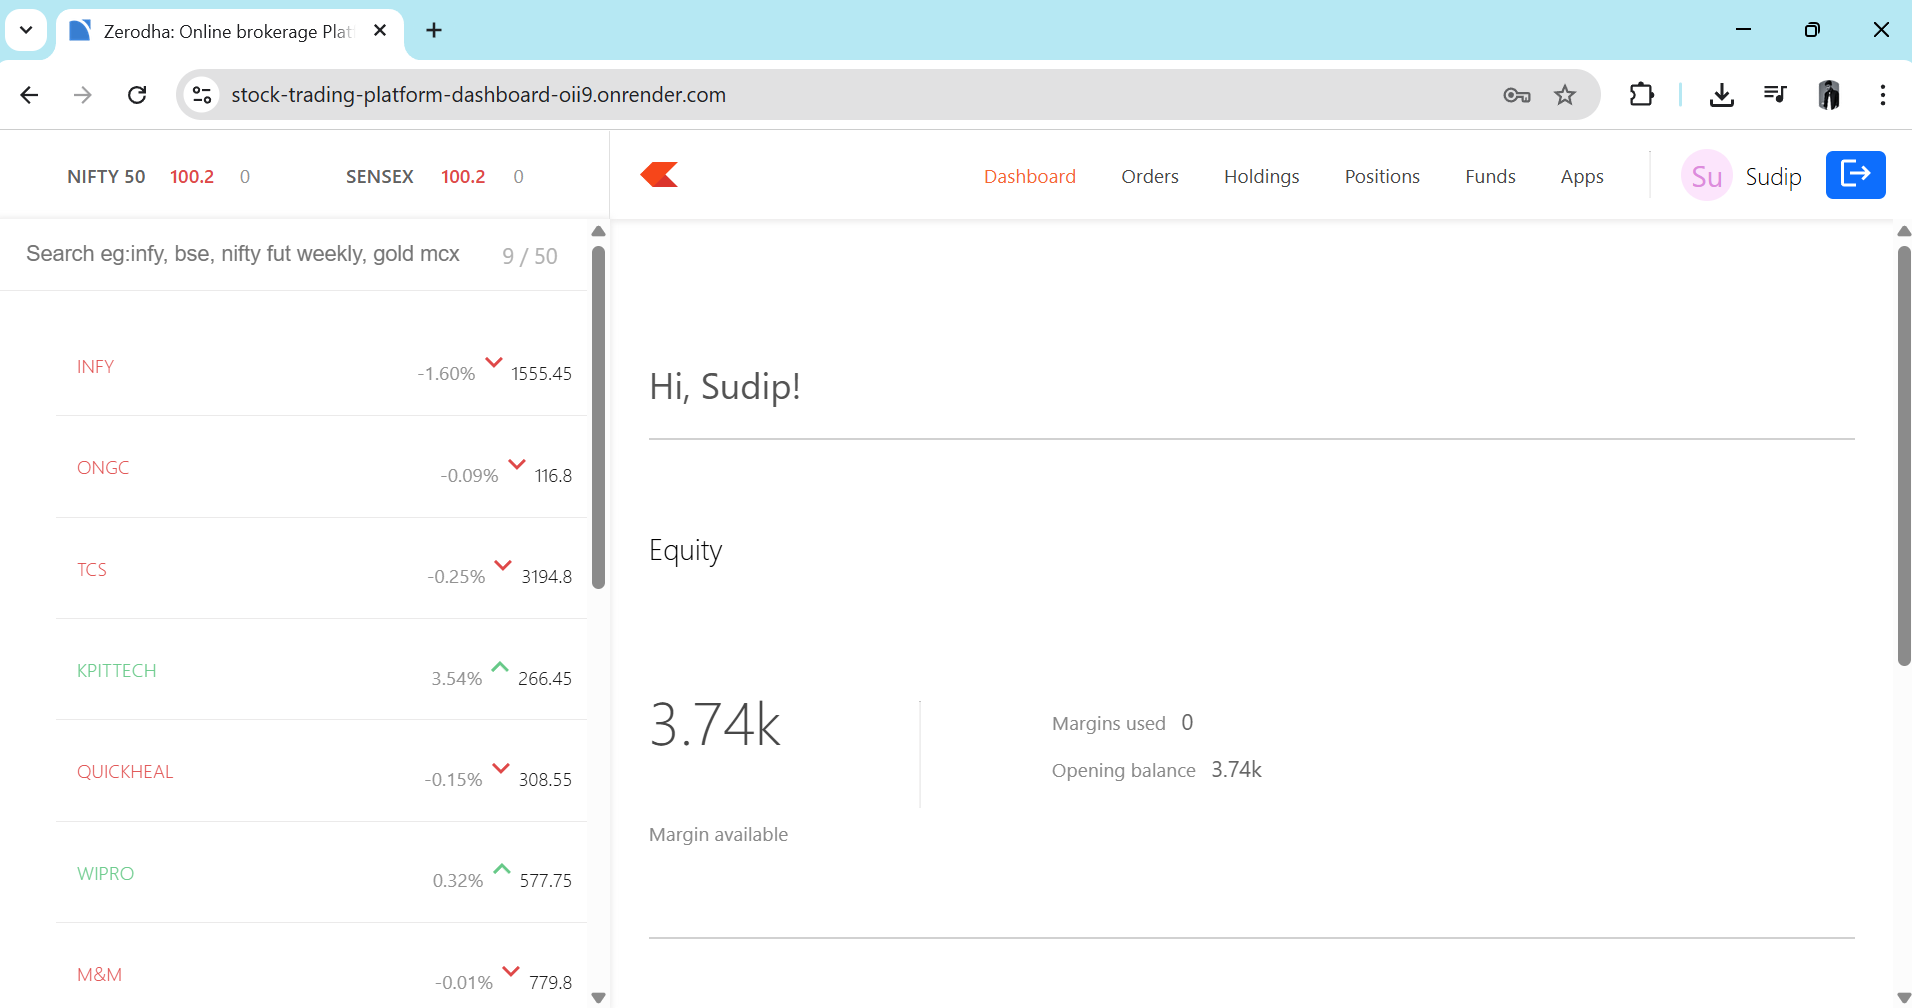 Zerodha: Online brokerage Plat
stock-trading-platform-dashboard-oii9.onrender.com
NIFTY 50 100.2 0 SENSEX 100.2 0
Dashboard Orders Holdings Positions Funds Apps Su Sudip
Search eg:infy, bse, nifty fut weekly, gold mcx 9 / 50
INFY -1.60% 1555.45
ONGC -0.09% 116.8
TCS -0.25% 3194.8
KPITTECH 3.54% 266.45
QUICKHEAL -0.15% 308.55
WIPRO 0.32% 577.75
M&M -0.01% 779.8
Hi, Sudip!
Equity
3.74k
Margin available
Margins used 0
Opening balance 3.74k